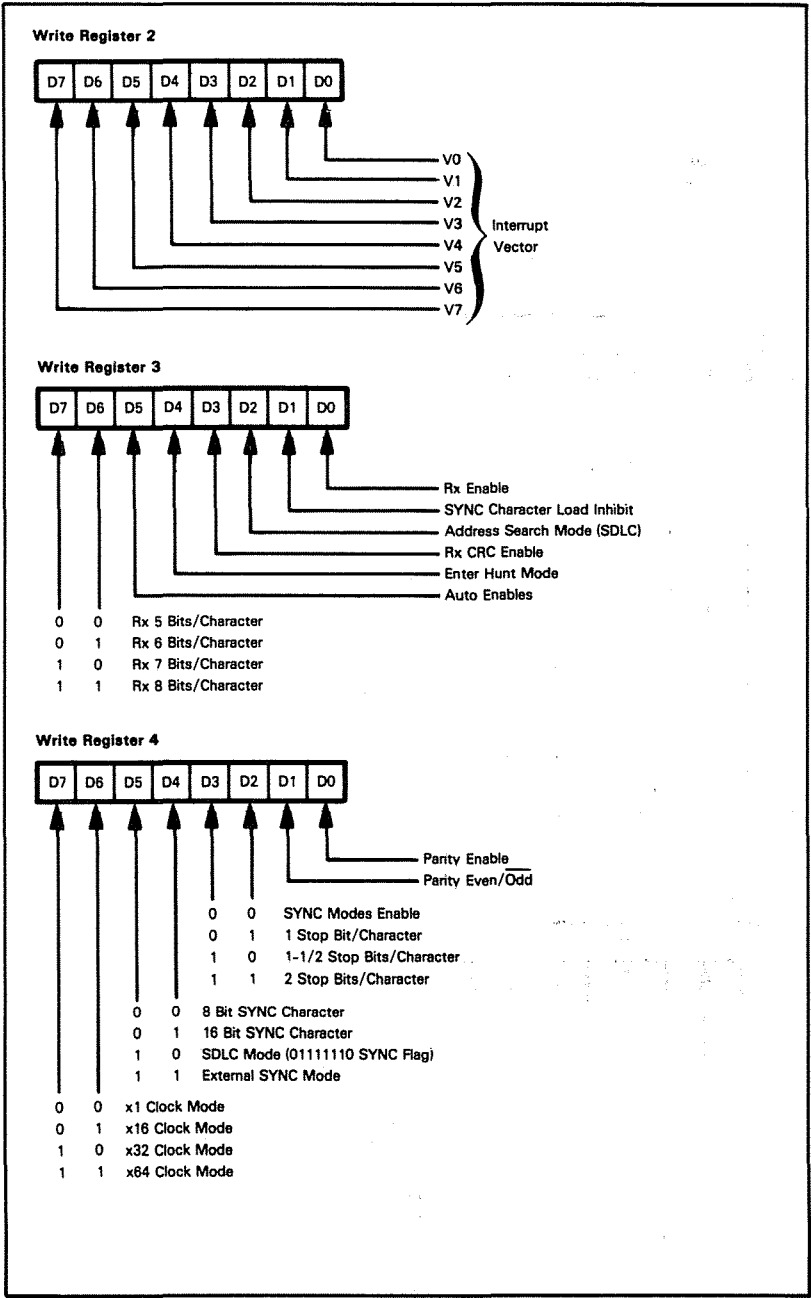 Write Register 2
D7 D6 D5 D4 D3 D2 D1 D0
V0
V1
V2
V3
V4
V5
V6
V7
Interrupt
Vector
Write Register 3
D7 D6 D5 D4 D3 D2 D1 D0
Rx Enable
SYNC Character Load Inhibit
Address Search Mode (SDLC)
Rx CRC Enable
Enter Hunt Mode
Auto Enables
0 0 Rx 5 Bits/Character
0 1 Rx 6 Bits/Character
1 0 Rx 7 Bits/Character
1 1 Rx 8 Bits/Character
Write Register 4
D7 D6 D5 D4 D3 D2 D1 D0
Parity Enable
Parity Even/O̅d̅d̅
0 0 SYNC Modes Enable
0 1 1 Stop Bit/Character
1 0 1-1/2 Stop Bits/Character
1 1 2 Stop Bits/Character
0 0 8 Bit SYNC Character
0 1 16 Bit SYNC Character
1 0 SDLC Mode (01111110 SYNC Flag)
1 1 External SYNC Mode
0 0 x1 Clock Mode
0 1 x16 Clock Mode
1 0 x32 Clock Mode
1 1 x64 Clock Mode